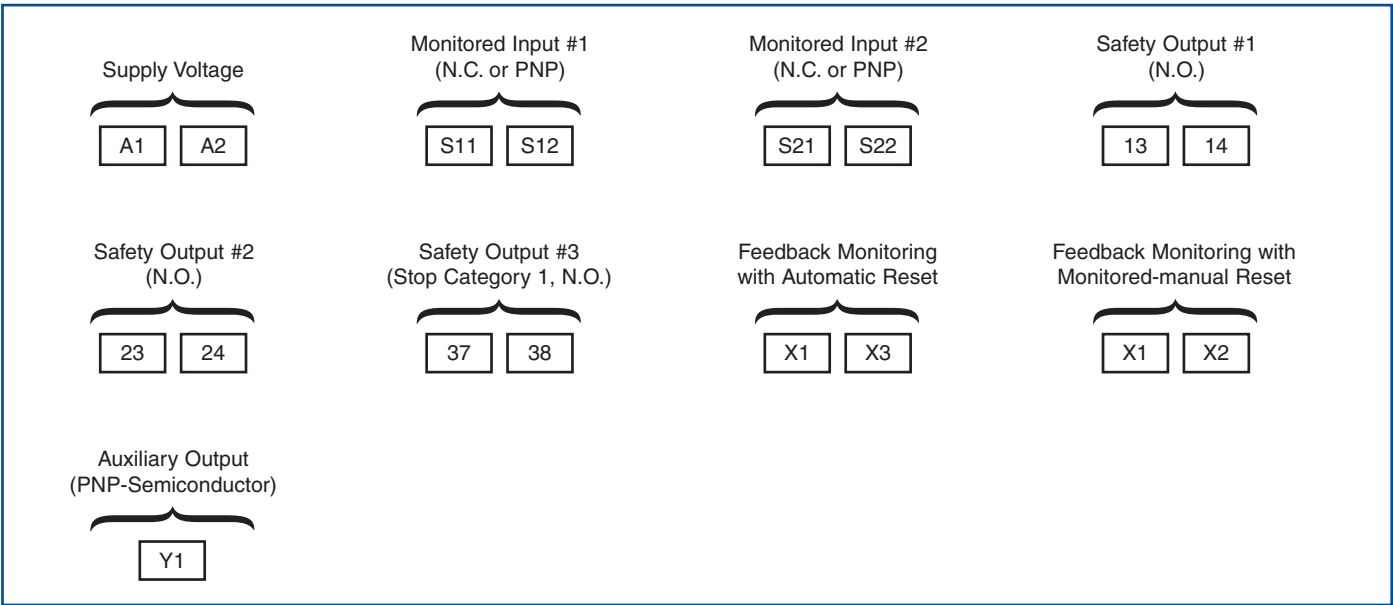 Supply Voltage
A1 A2
Monitored Input #1
(N.C. or PNP)
S11 S12
Monitored Input #2
(N.C. or PNP)
S21 S22
Safety Output #1
(N.O.)
13 14
Safety Output #2
(N.O.)
23 24
Safety Output #3
(Stop Category 1, N.O.)
37 38
Feedback Monitoring
with Automatic Reset
X1 X3
Feedback Monitoring with
Monitored-manual Reset
X1 X2
Auxiliary Output
(PNP-Semiconductor)
Y1